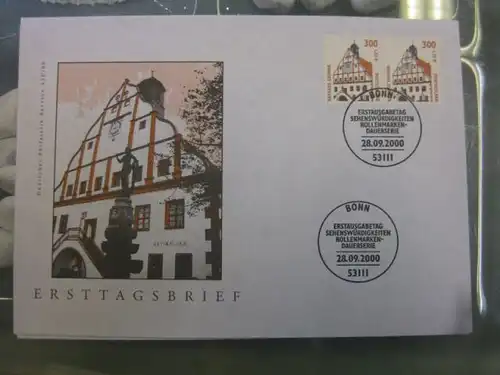 300 300
BONN
ERSTAUSGABETAG
SEHENSWÜRDIGKEITEN
ROLLENMARKEN-
DAUERSERIE
28.09.2000
53111
BONN
ERSTAUSGABETAG
SEHENSWÜRDIGKEITEN
ROLLENMARKEN-
DAUERSERIE
28.09.2000
53111
ERSTTAGSBRIEF